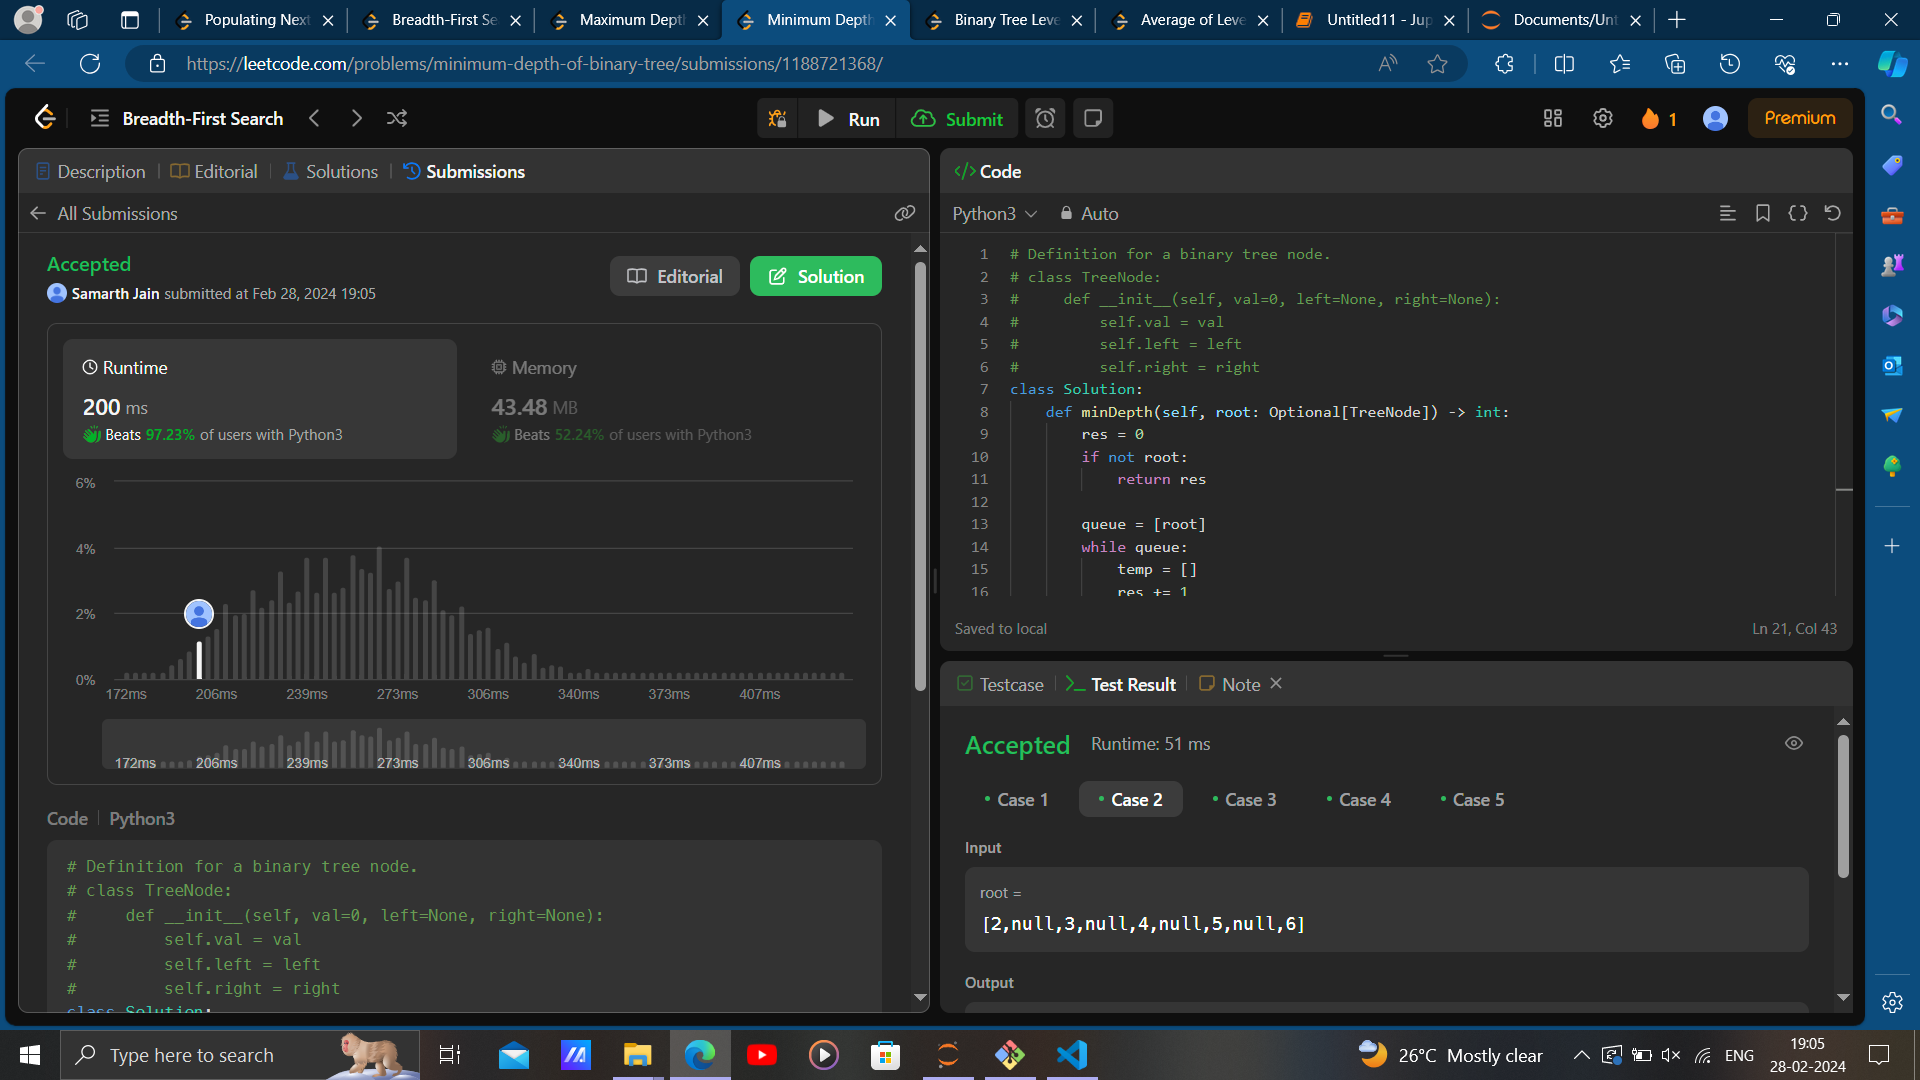 Populating Next
Breadth-First Se
Maximum Dept
Minimum Depth
Binary Tree Leve
Average of Leve
Untitled11 - Jup
Documents/Unt
https://leetcode.com/problems/minimum-depth-of-binary-tree/submissions/1188721368/
Breadth-First Search
Run
Submit
1
Premium
Description
Editorial
Solutions
Submissions
All Submissions
Accepted
Samarth Jain submitted at Feb 28, 2024 19:05
Editorial
Solution
Runtime
200 ms
Beats 97.23% of users with Python3
Memory
43.48 MB
Beats 52.24% of users with Python3
6%
4%
2%
0%
172ms 206ms 239ms 273ms 306ms 340ms 373ms 407ms
172ms 206ms 239ms 273ms 306ms 340ms 373ms 407ms
Code | Python3
# Definition for a binary tree node.
# class TreeNode:
#     def __init__(self, val=0, left=None, right=None):
#         self.val = val
#         self.left = left
#         self.right = right
class Solution:
</> Code
Python3
Auto
1 # Definition for a binary tree node.
2 # class TreeNode:
3 #     def __init__(self, val=0, left=None, right=None):
4 #         self.val = val
5 #         self.left = left
6 #         self.right = right
7 class Solution:
8     def minDepth(self, root: Optional[TreeNode]) -> int:
9         res = 0
10         if not root:
11             return res
12
13         queue = [root]
14         while queue:
15             temp = []
16             res += 1
Saved to local
Ln 21, Col 43
Testcase
Test Result
Note
Accepted Runtime: 51 ms
• Case 1 • Case 2 • Case 3 • Case 4 • Case 5
Input
root =
[2,null,3,null,4,null,5,null,6]
Output
Type here to search
26°C Mostly clear
ENG
19:05
28-02-2024